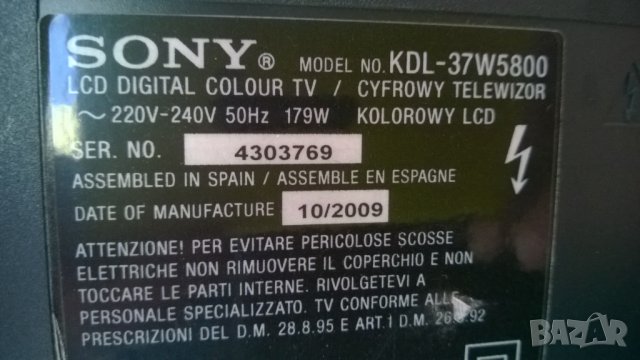 SONY® MODEL NO. KDL-37W5800
LCD DIGITAL COLOUR TV / CYFROWY TELEWIZOR
~ 220V-240V 50Hz 179W KOLOROWY LCD
SER. NO. 4303769
ASSEMBLED IN SPAIN / ASSEMBLE EN ESPAGNE
DATE OF MANUFACTURE 10/2009
ATTENZIONE! PER EVITARE PERICOLOSE SCOSSE
ELETTRICHE NON RIMUOVERE IL COPERCHIO E NON
TOCCARE LE PARTI INTERNE. RIVOLGETEVI A
PERSONALE SPECIALIZZATO. TV CONFORME ALLE
PRESCRIZIONI DEL D.M. 28.8.95 E ART.1 D.M.
BAZAR.bg